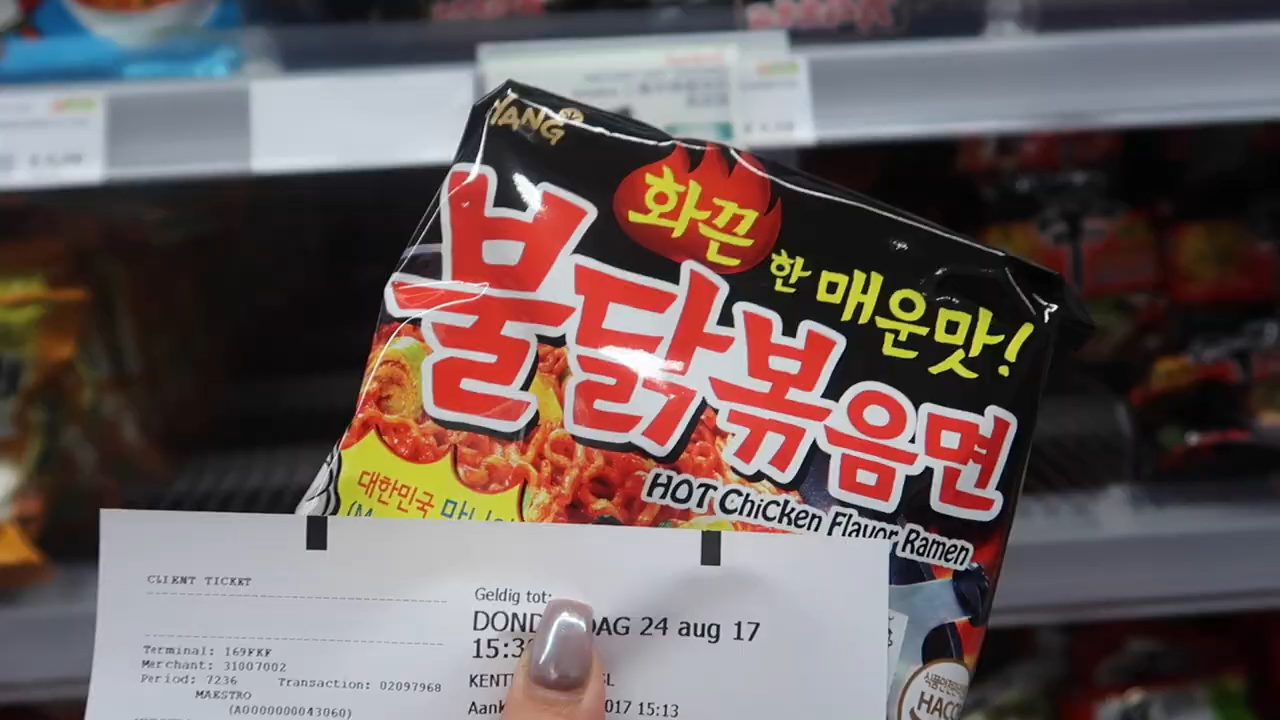 YANG
화끈
한 매운맛!
불닭볶음면
HOT Chicken Flavor Ramen
대한민국
CLIENT TICKET
Terminal: 169FKF
Merchant: 31007002
Period: 7236 Transaction: 02097968
MAESTRO
(A0000000043060)
Geldig tot:
DOND AG 24 aug 17
15:3
KENT
Aank 017 15:13
HACC